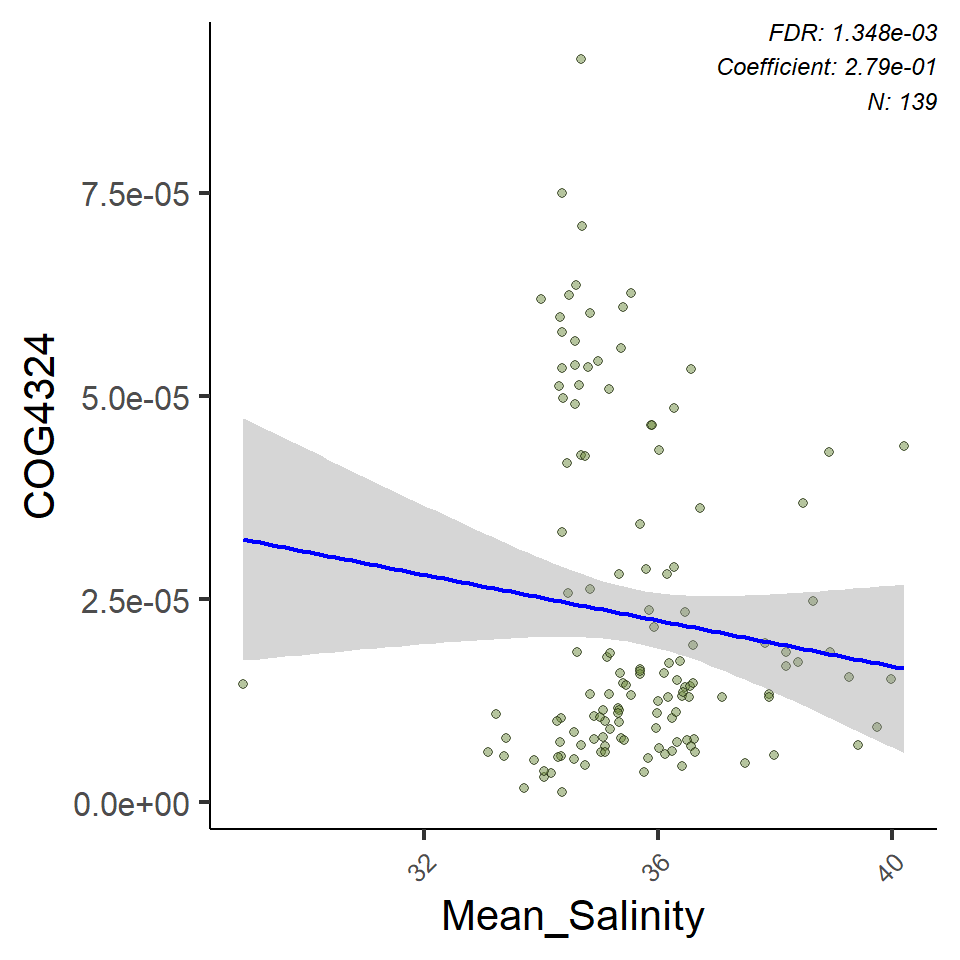 FDR: 1.348e-03
Coefficient: 2.79e-01
N: 139
COG4324
7.5e-05
5.0e-05
2.5e-05
0.0e+00
32
36
40
Mean_Salinity